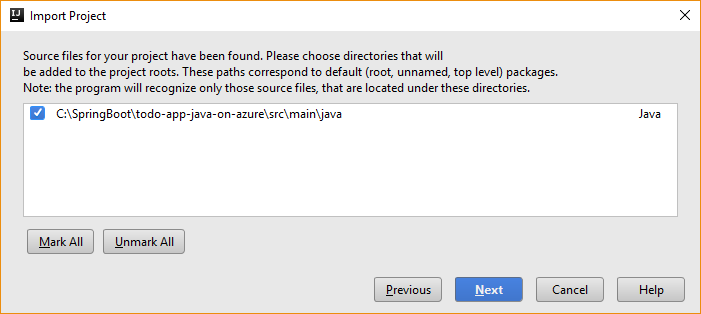 IJ Import Project
Source files for your project have been found. Please choose directories that will
be added to the project roots. These paths correspond to default (root, unnamed, top level) packages.
Note: the program will recognize only those source files, that are located under these directories.
C:\SpringBoot\todo-app-java-on-azure\src\main\java Java
Mark All Unmark All
Previous Next Cancel Help